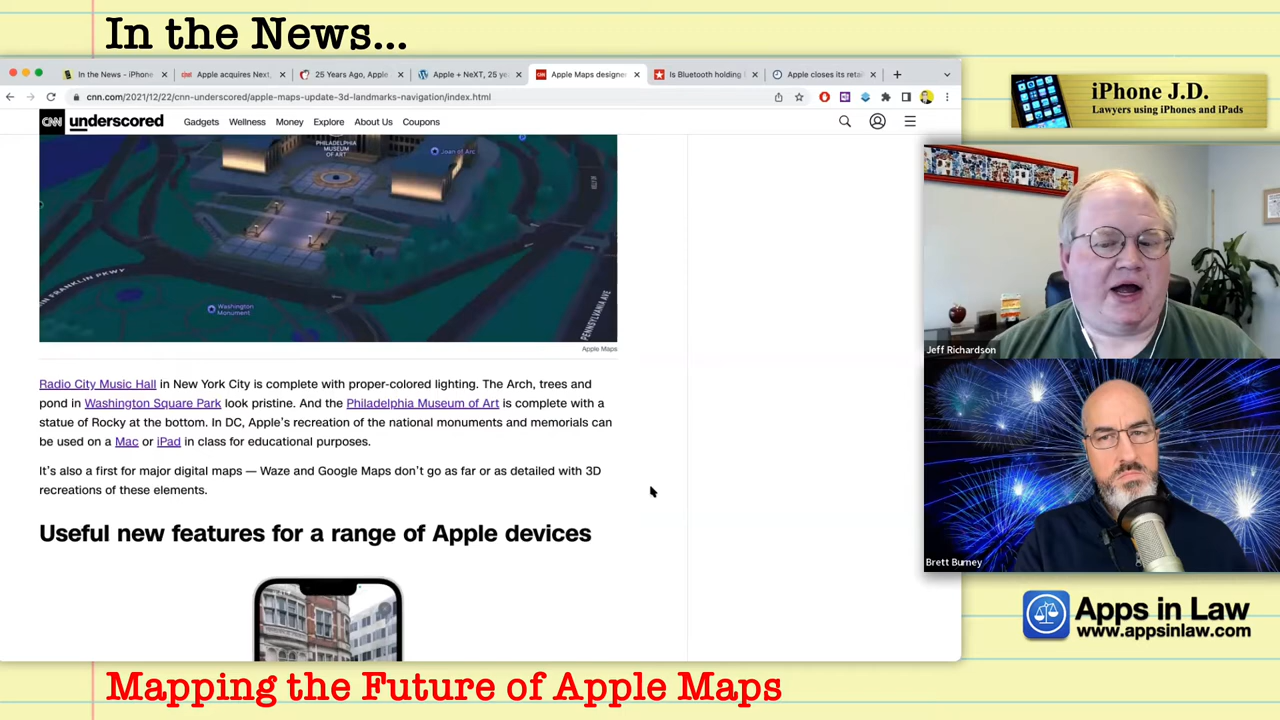 In the News...
In the News - iPhone
Apple acquires Next,
25 Years Ago, Apple
Apple + NeXT, 25 ye
Apple Maps designe
Is Bluetooth holding
Apple closes its reta
cnn.com/2021/12/22/cnn-underscored/apple-maps-update-3d-landmarks-navigation/index.html
CNN underscored
Gadgets
Wellness
Money
Explore
About Us
Coupons
PHILADELPHIA
MUSEUM
OF ART
Joan of Arc
Washington
Monument
FRANKLIN PKWY
PENNSYLVANIA AVE
Apple Maps
Radio City Music Hall in New York City is complete with proper-colored lighting. The Arch, trees and
pond in Washington Square Park look pristine. And the Philadelphia Museum of Art is complete with a
statue of Rocky at the bottom. In DC, Apple's recreation of the national monuments and memorials can
be used on a Mac or iPad in class for educational purposes.
It's also a first for major digital maps — Waze and Google Maps don't go as far or as detailed with 3D
recreations of these elements.
Useful new features for a range of Apple devices
iPhone J.D.
Lawyers using iPhones and iPads
Jeff Richardson
Brett Burney
Apps in Law
www.appsinlaw.com
Mapping the Future of Apple Maps